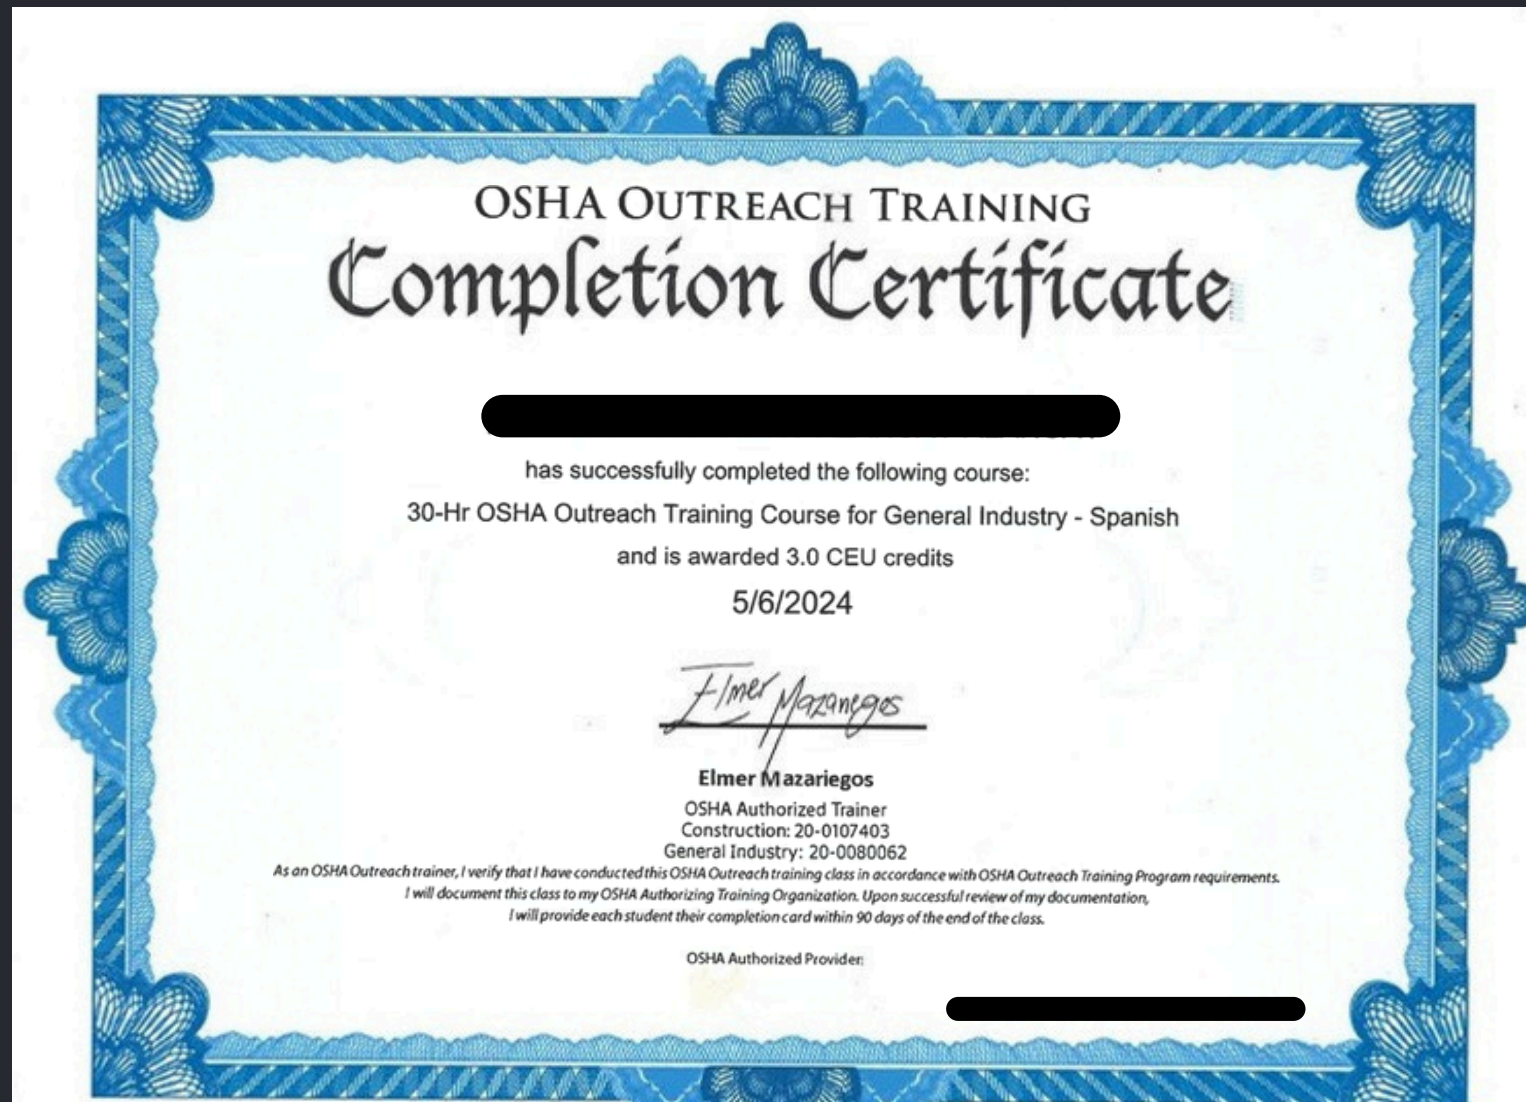 OSHA OUTREACH TRAINING
Completion Certificate
has successfully completed the following course:
30-Hr OSHA Outreach Training Course for General Industry - Spanish
and is awarded 3.0 CEU credits
5/6/2024
Elmer Mazariegos
Elmer Mazariegos
OSHA Authorized Trainer
Construction: 20-0107403
General Industry: 20-0080062
As an OSHA Outreach trainer, I verify that I have conducted this OSHA Outreach training class in accordance with OSHA Outreach Training Program requirements.
I will document this class to my OSHA Authorizing Training Organization. Upon successful review of my documentation,
I will provide each student their completion card within 90 days of the end of the class.
OSHA Authorized Provider: